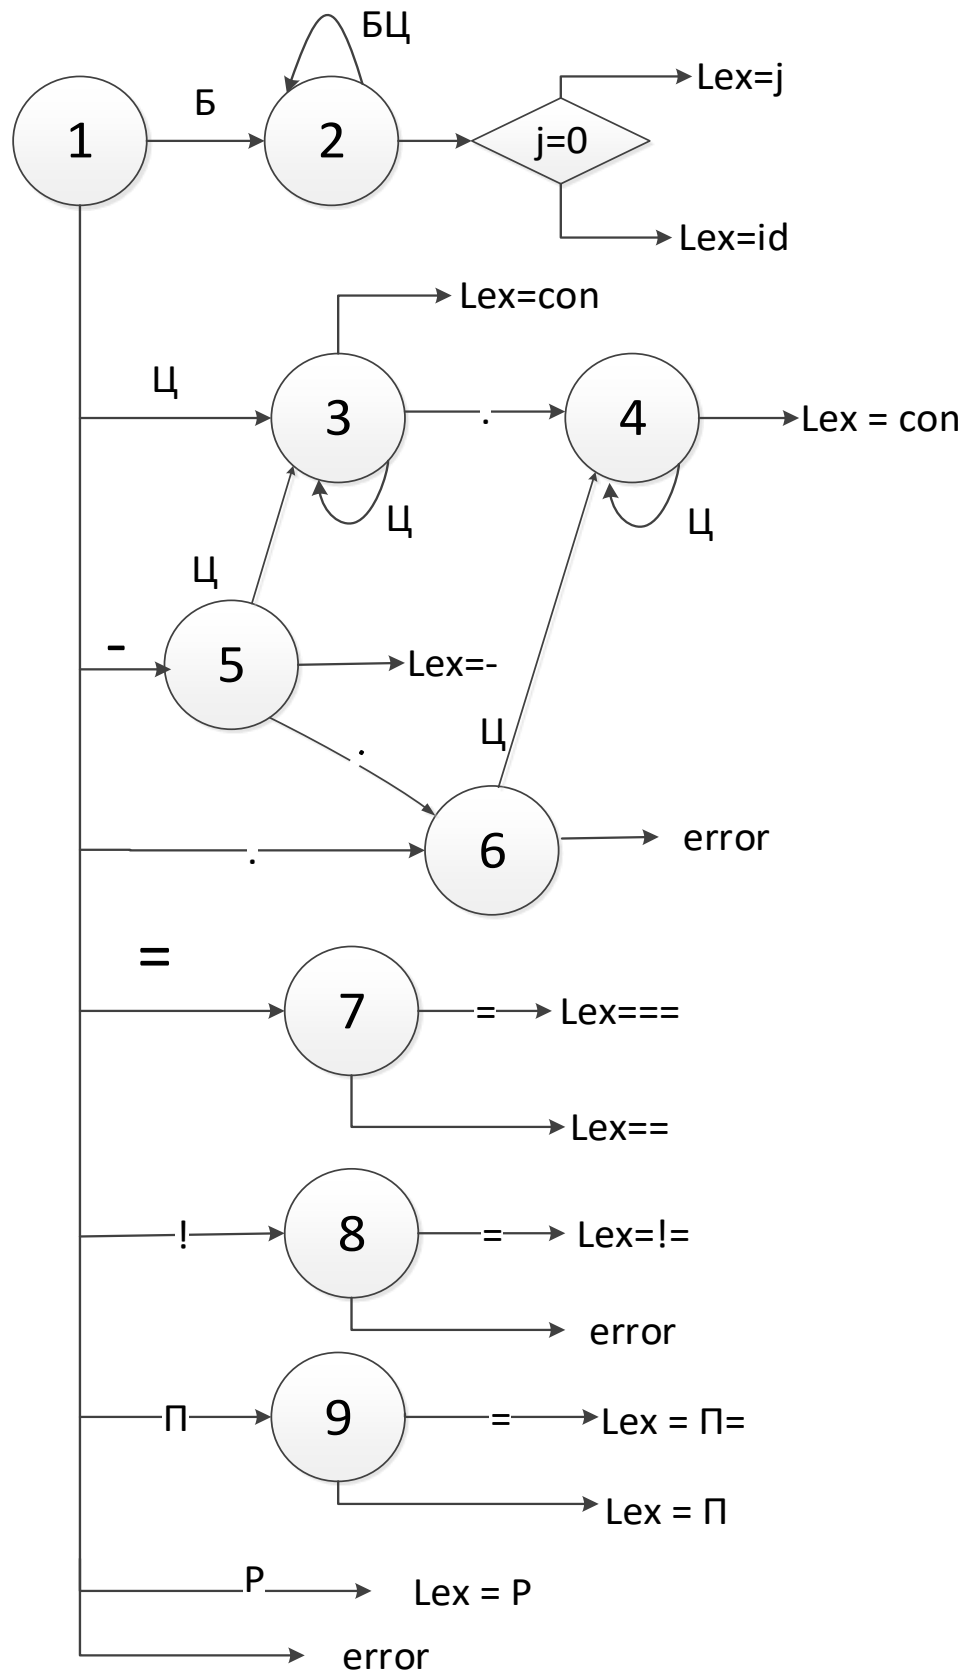 БЦ
1
Б
2
j=0
Lex=j
Lex=id
Lex=con
Ц
3
.
4
Lex = con
Ц
Ц
Ц
-
5
Lex=-
.
Ц
.
6
error
=
7
=
Lex===
Lex==
!
8
=
Lex=!=
error
П
9
=
Lex = П=
Lex = П
Р
Lex = Р
error